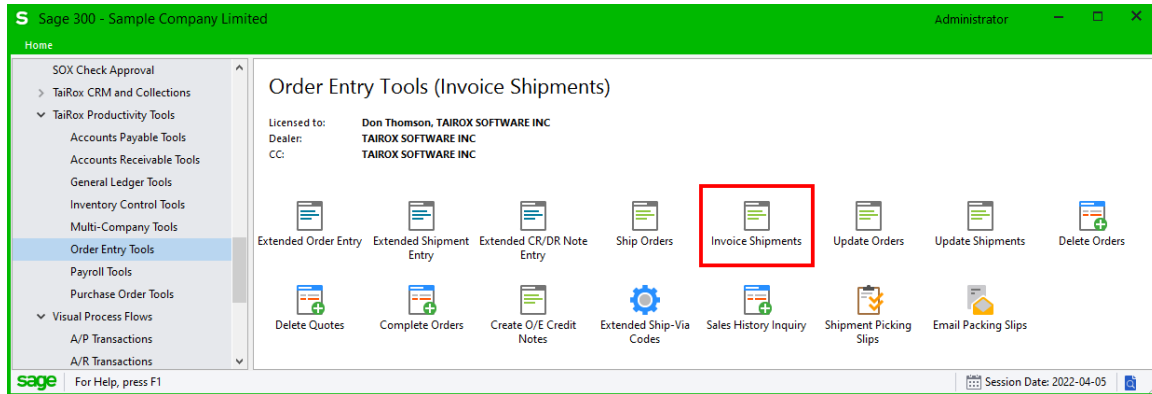 S Sage 300 - Sample Company Limited Administrator
Home
SOX Check Approval
TaiRox CRM and Collections
TaiRox Productivity Tools
Accounts Payable Tools
Accounts Receivable Tools
General Ledger Tools
Inventory Control Tools
Multi-Company Tools
Order Entry Tools
Payroll Tools
Purchase Order Tools
Visual Process Flows
A/P Transactions
A/R Transactions
Order Entry Tools (Invoice Shipments)
Licensed to: Don Thomson, TAIROX SOFTWARE INC
Dealer: TAIROX SOFTWARE INC
CC: TAIROX SOFTWARE INC
Extended Order Entry Extended Shipment Extended CR/DR Note Ship Orders Invoice Shipments Update Orders Update Shipments Delete Orders
Entry Entry
Delete Quotes Complete Orders Create O/E Credit Extended Ship-Via Sales History Inquiry Shipment Picking Email Packing Slips
Notes Codes Slips
sage For Help, press F1 Session Date: 2022-04-05